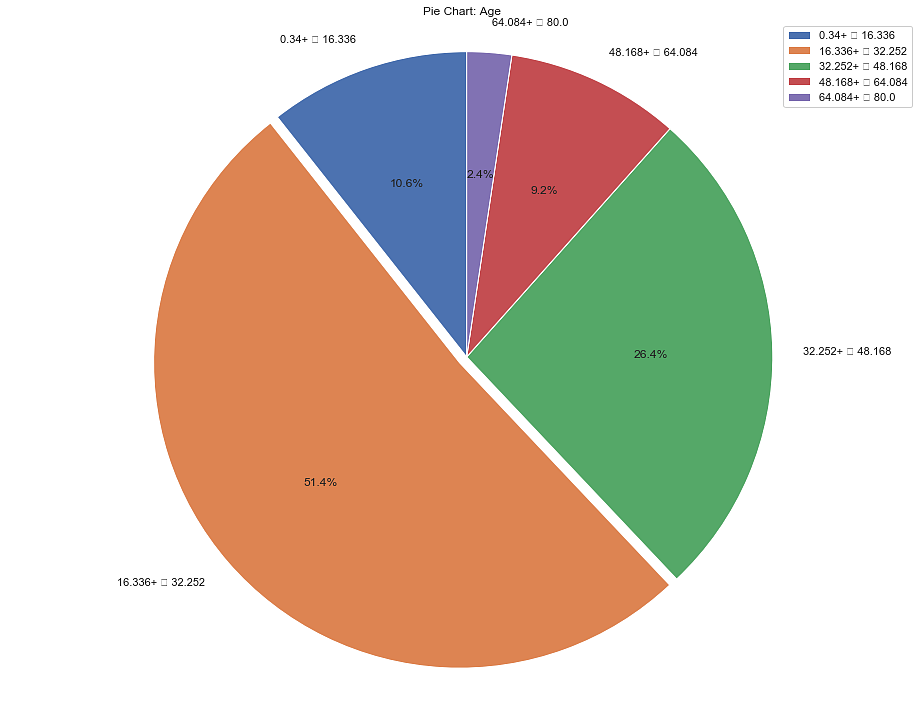 Pie Chart: Age
64.084+ □ 80.0
0.34+ □ 16.336
48.168+ □ 64.084
0.34+ □ 16.336
16.336+ □ 32.252
32.252+ □ 48.168
48.168+ □ 64.084
64.084+ □ 80.0
2.4%
10.6%
9.2%
32.252+ □ 48.168
26.4%
51.4%
16.336+ □ 32.252